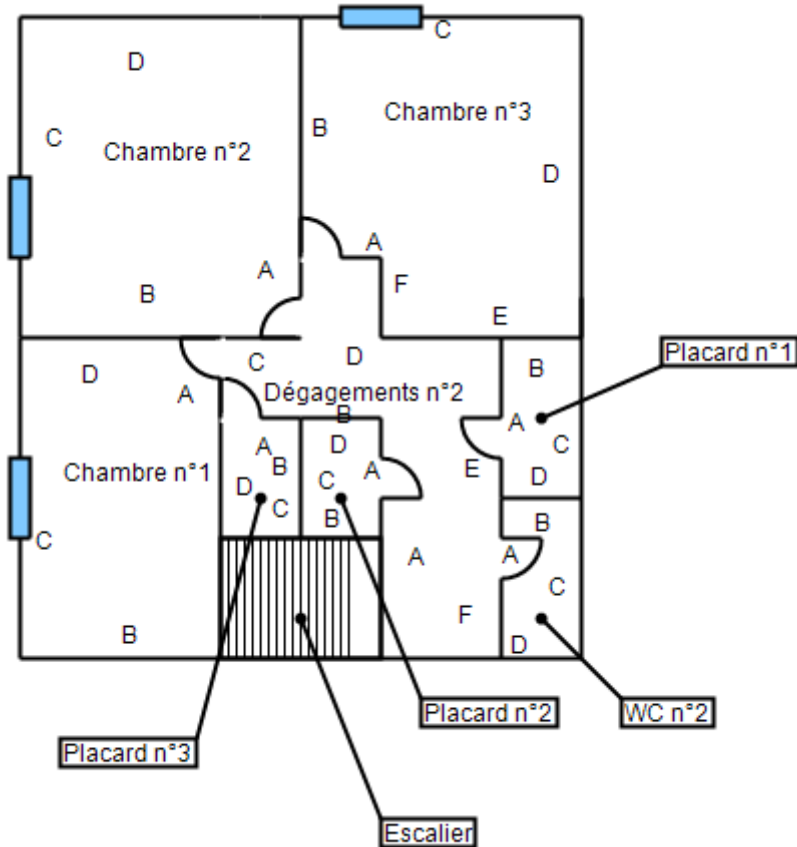 C
D
Chambre n°3
B
C
Chambre n°2
D
A
A
F
B
E
C
D
Placard n°1
D
B
A
Dégagements n°2
B
A
C
D
A
B
A
E
Chambre n°1
D
C
D
C
B
C
B
A
A
C
F
B
D
Placard n°2
WC n°2
Placard n°3
Escalier